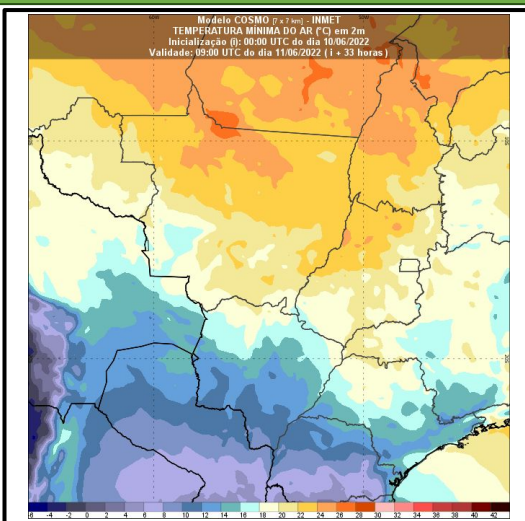 Modelo COSMO [7 x 7 km] - INMET
TEMPERATURA MÍNIMA DO AR (°C) em 2m
Inicialização (i): 00:00 UTC do dia 10/06/2022
Validade: 09:00 UTC do dia 11/06/2022 ( i + 33 horas )
-6 -4 -2 0 2 4 6 8 10 12 14 16 18 20 22 24 26 28 30 32 34 36 38 40 42